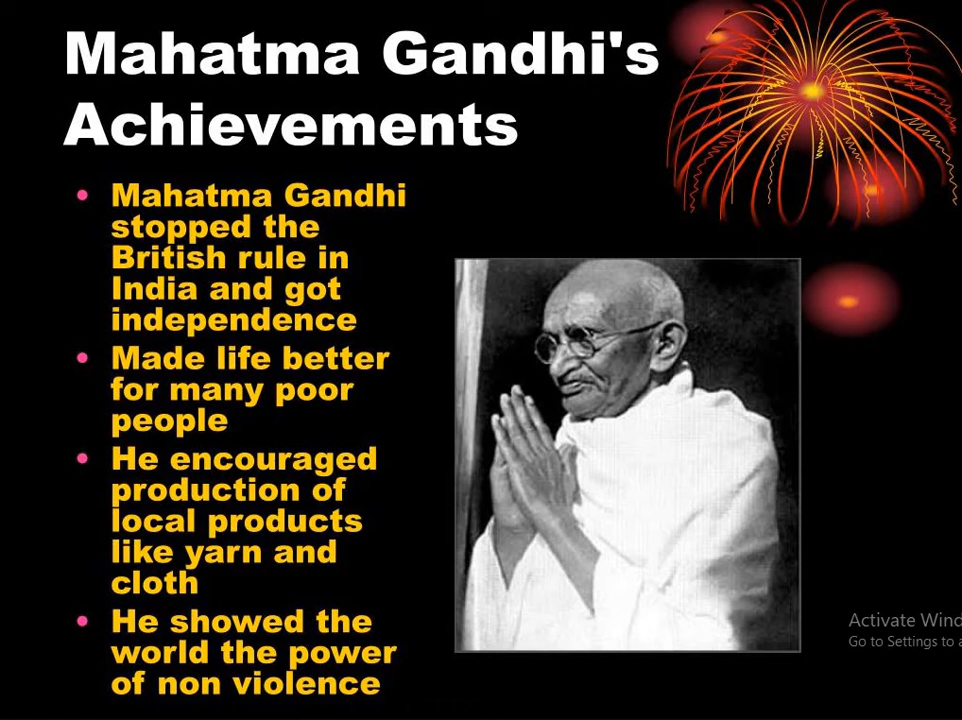 Mahatma Gandhi's
Achievements
• Mahatma Gandhi
stopped the
British rule in
India and got
independence
• Made life better
for many poor
people
• He encouraged
production of
local products
like yarn and
cloth
• He showed the
world the power
of non violence
Activate Wind
Go to Settings to a